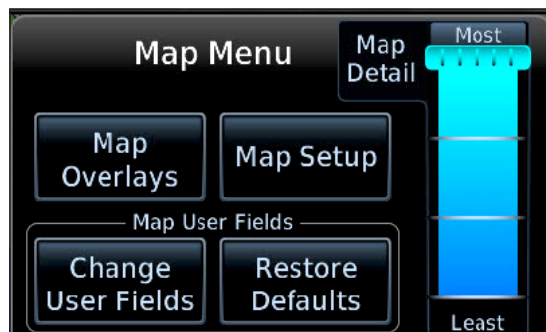 Map Menu
Map
Detail
Most
Map
Overlays
Map Setup
Map User Fields
Change
User Fields
Restore
Defaults
Least